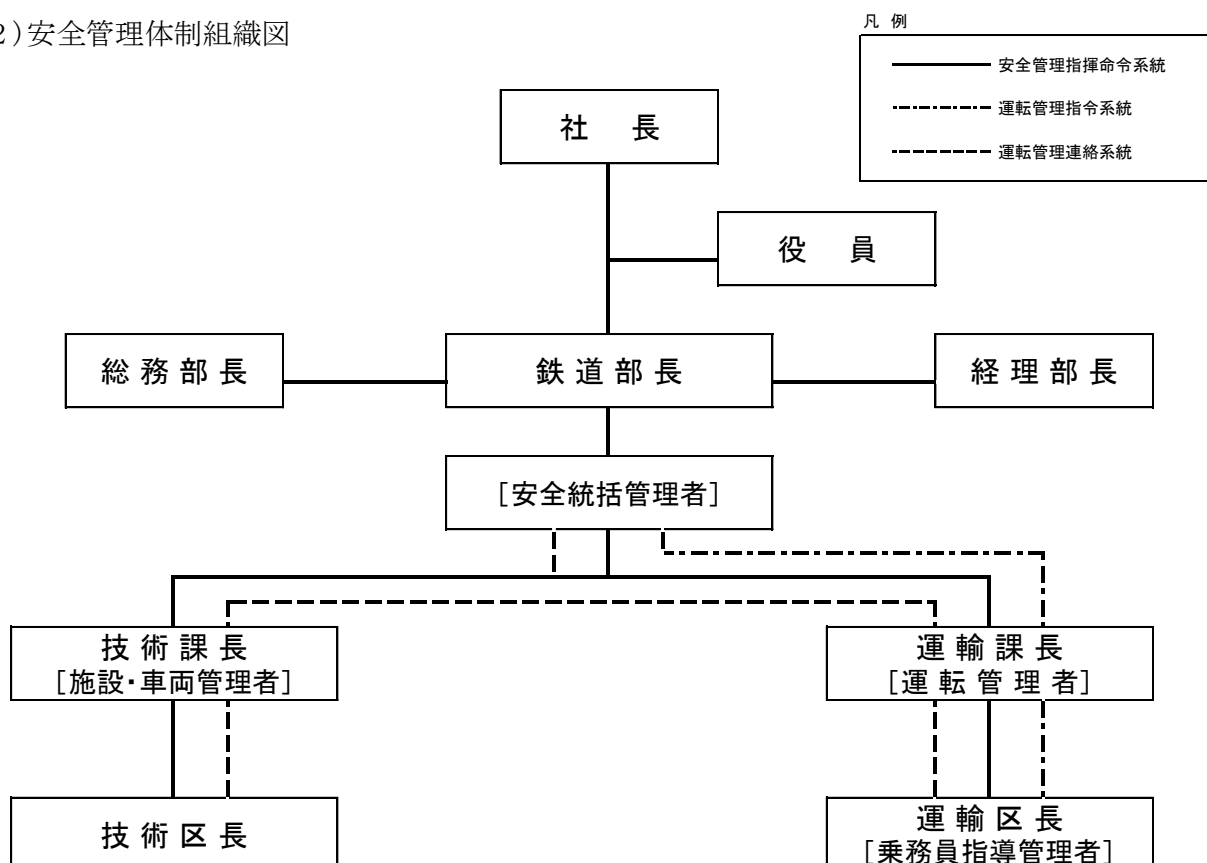 2)安全管理体制組織図
凡 例
安全管理指揮命令系統
運転管理指令系統
運転管理連絡系統
社 長
役 員
総 務 部 長
鉄 道 部 長
経 理 部 長
[安全統括管理者]
技 術 課 長
[施設・車両管理者]
運 輸 課 長
[運 転 管 理 者]
技 術 区 長
運 輸 区 長
[乗務員指導管理者]